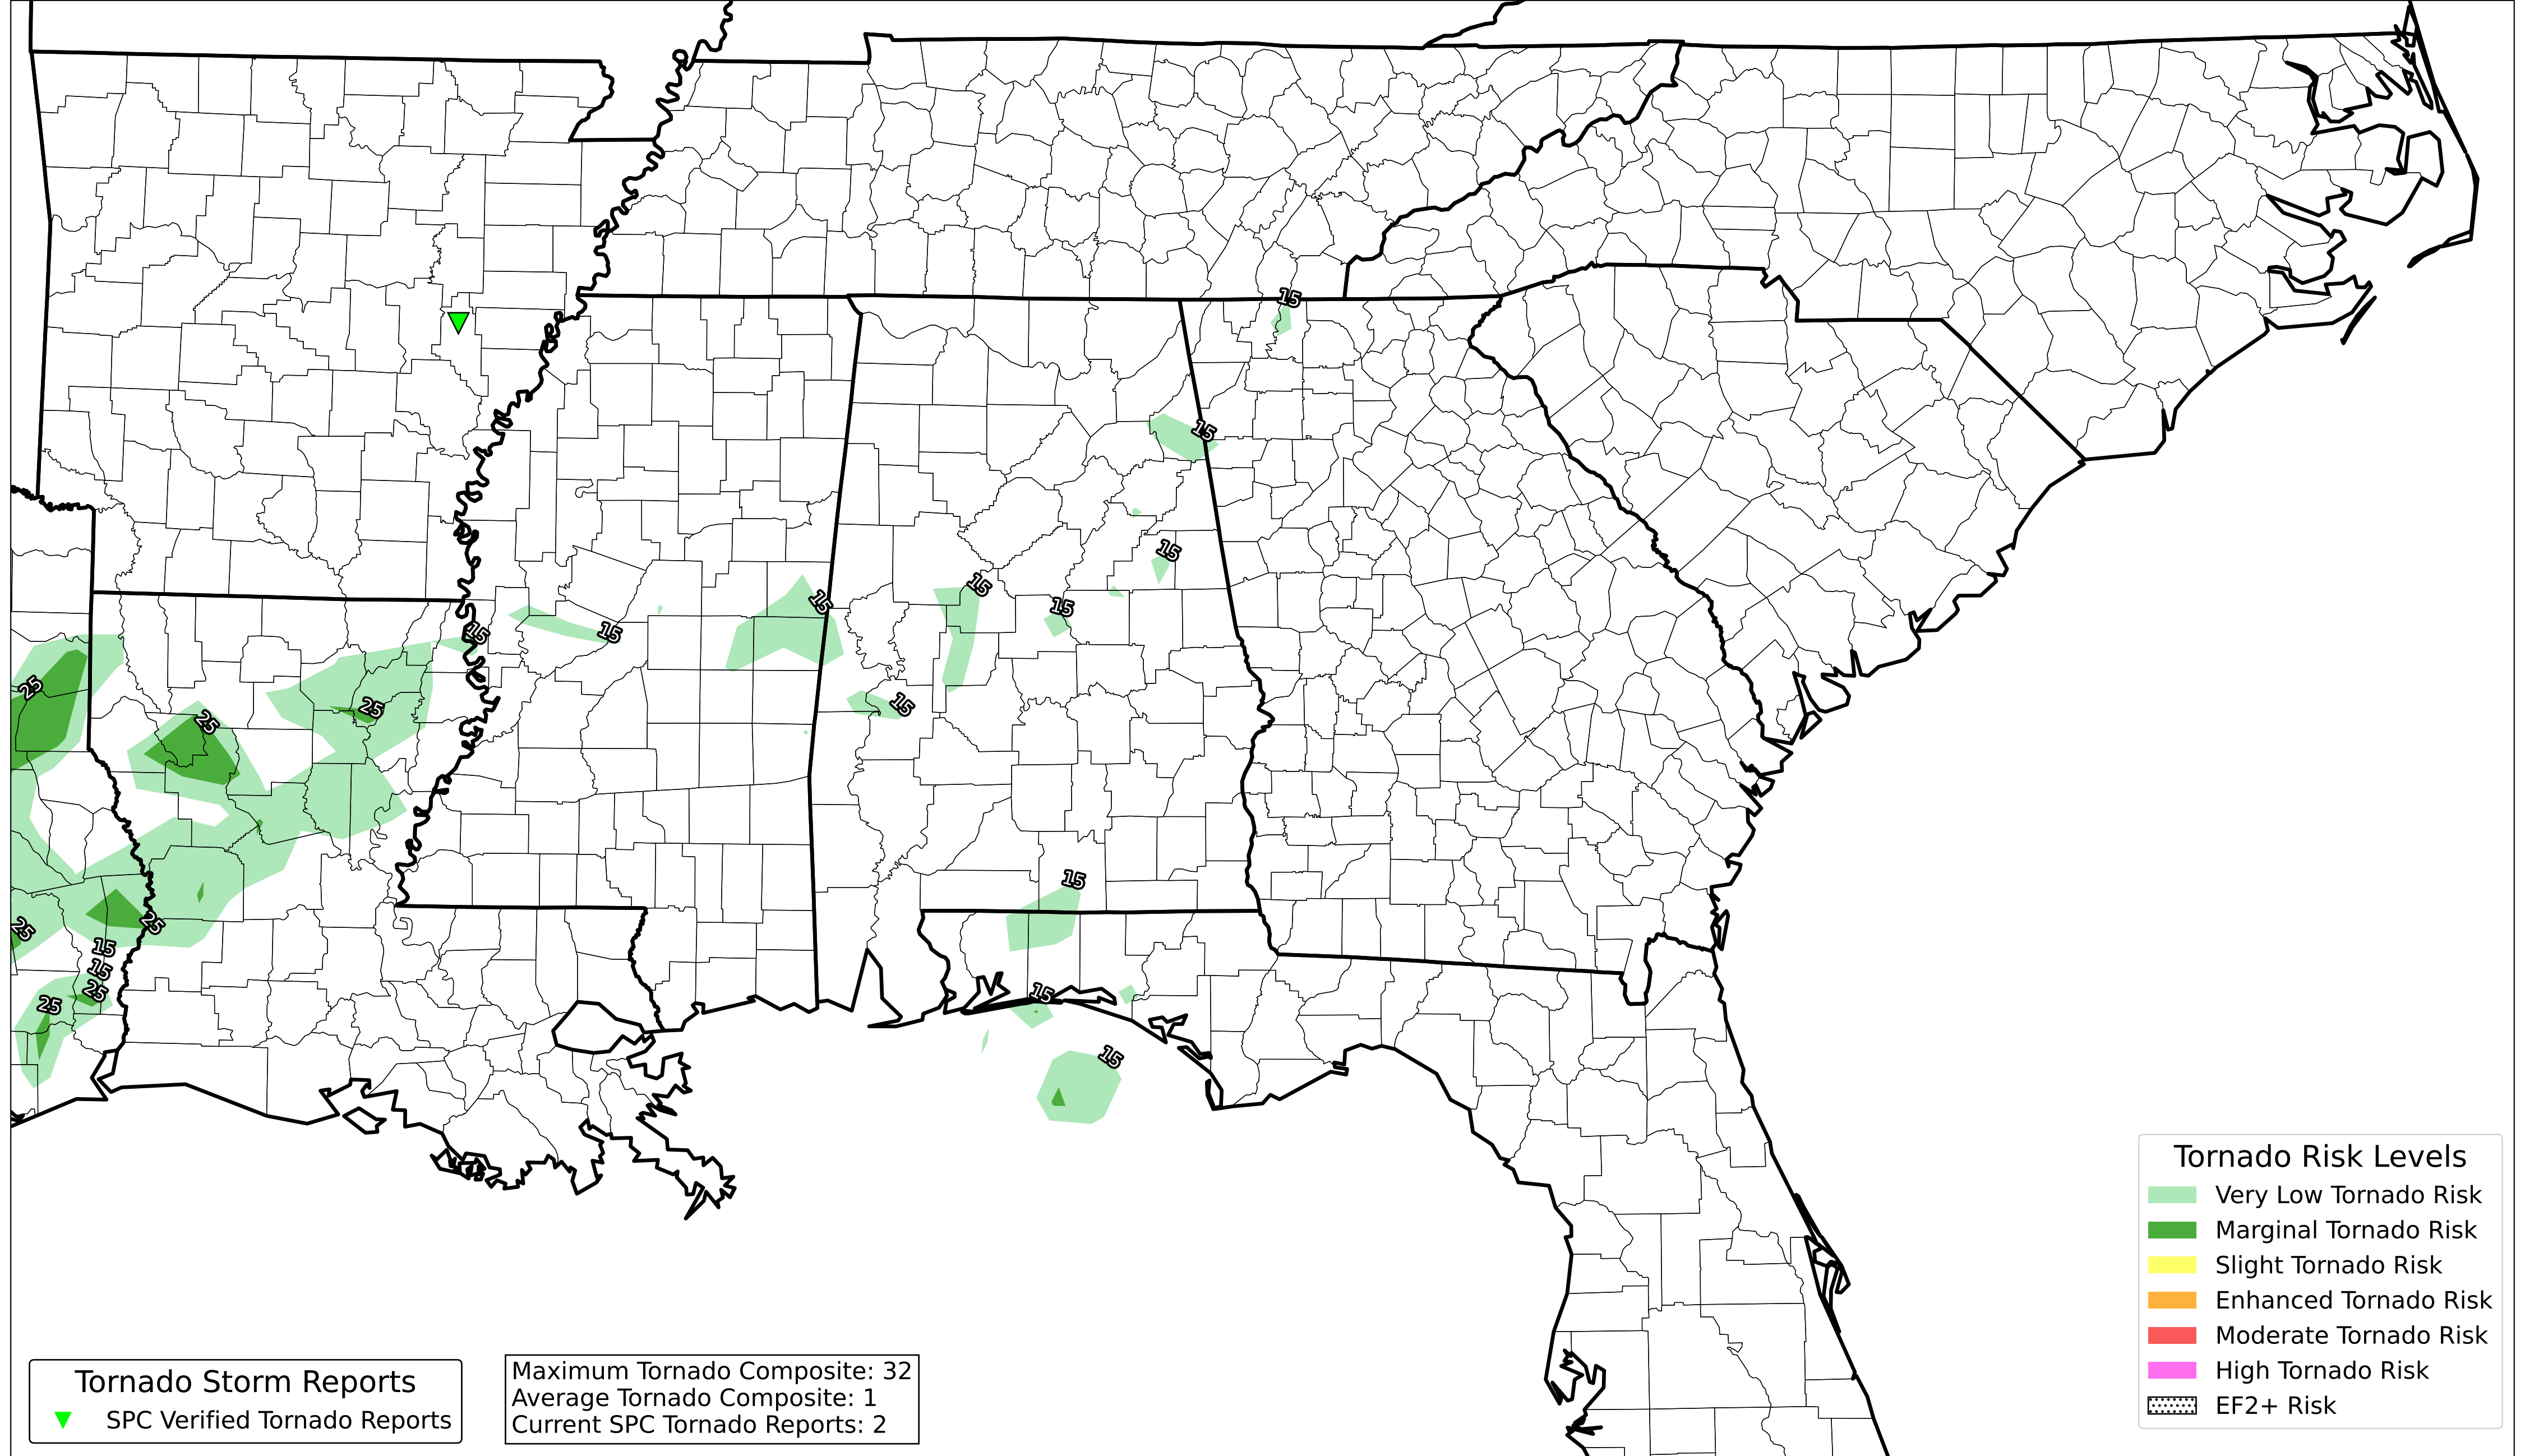 15
15
15
15
15
15
15
15
25
15
25
25
15
25
25
15
15
25
25
15
15
Tornado Risk Levels
Very Low Tornado Risk
Marginal Tornado Risk
Slight Tornado Risk
Enhanced Tornado Risk
Moderate Tornado Risk
High Tornado Risk
EF2+ Risk
Tornado Storm Reports
SPC Verified Tornado Reports
Maximum Tornado Composite: 32
Average Tornado Composite: 1
Current SPC Tornado Reports: 2